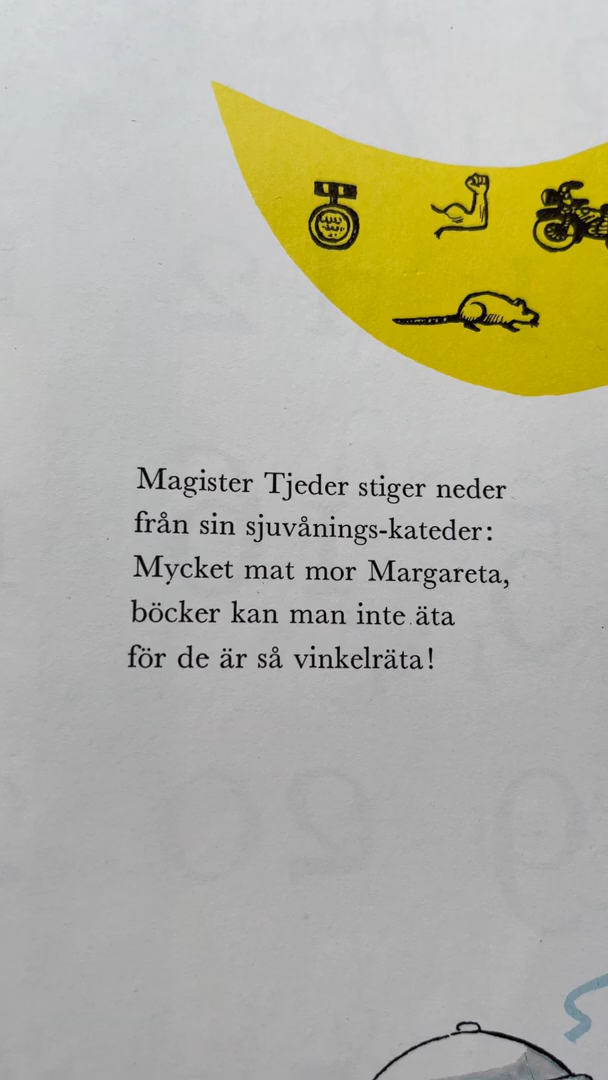 Magister Tjeder stiger neder
från sin sjuvånings-kateder:
Mycket mat mor Margareta,
böcker kan man inte äta
för de är så vinkelräta!